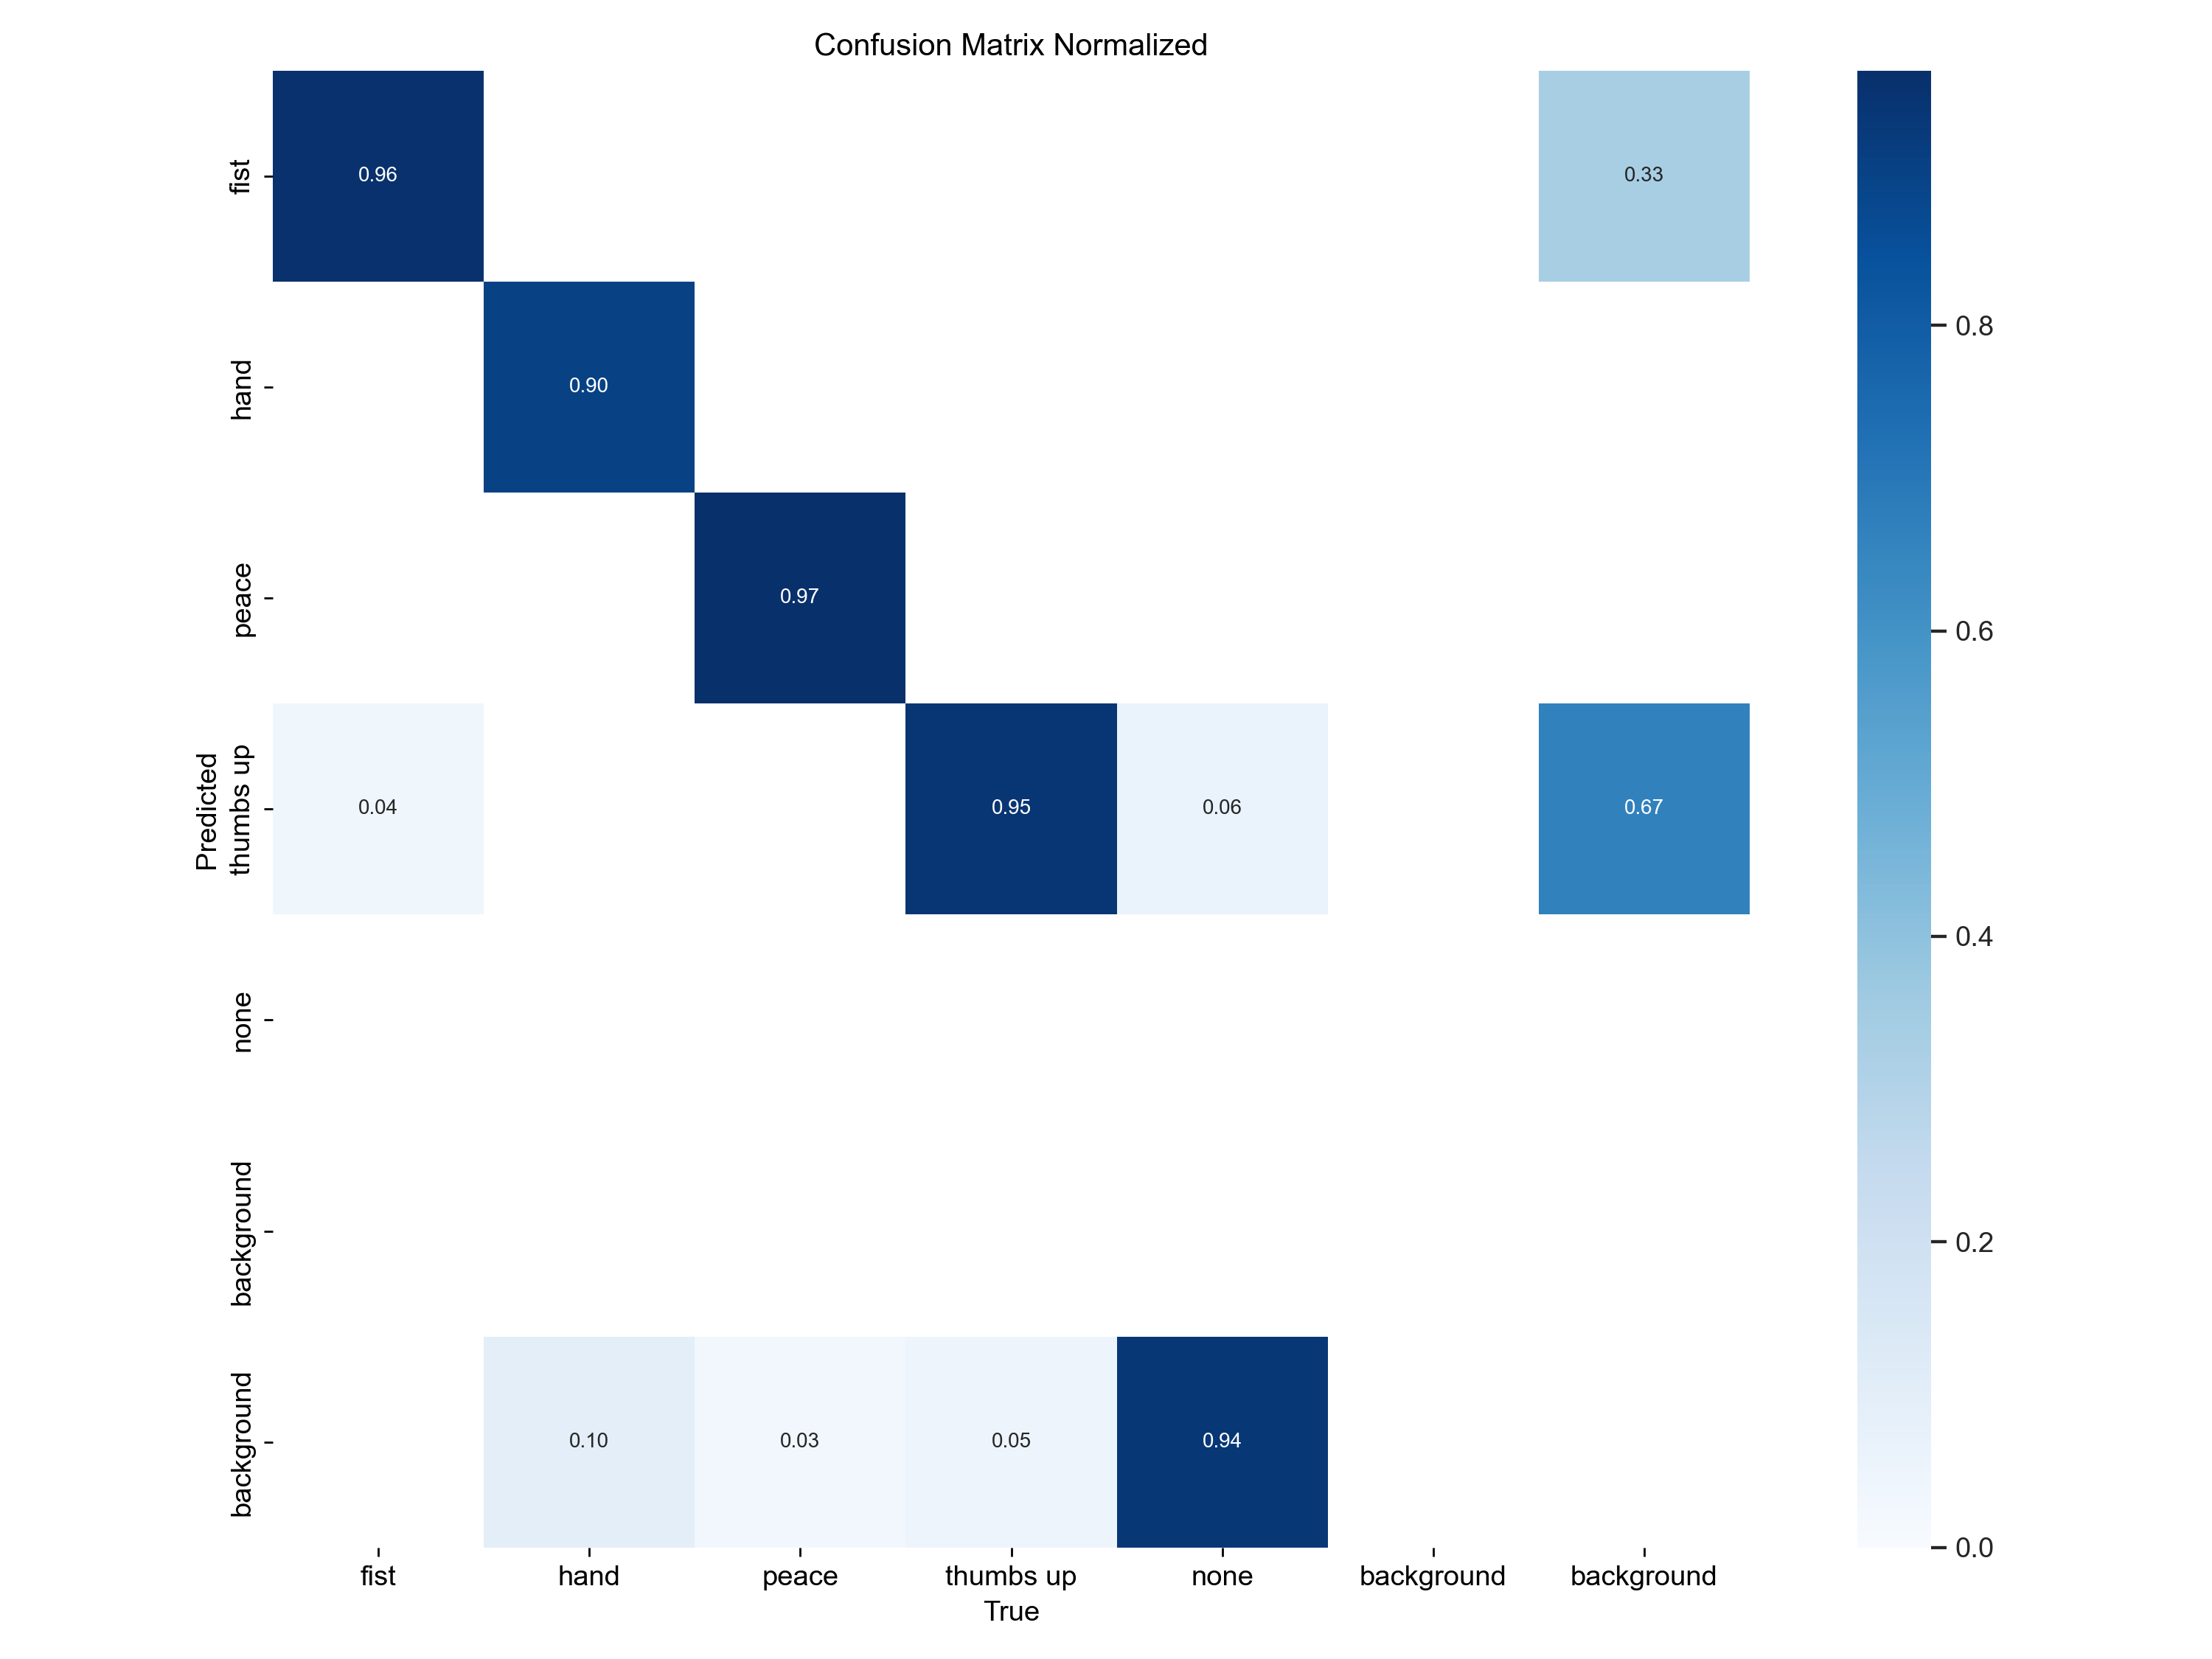 Confusion Matrix Normalized
fist
0.96
0.33
hand
0.90
0.8
peace
0.97
0.6
Predicted
thumbs up
0.04
0.95
0.06
0.67
0.4
none
background
0.2
background
0.10
0.03
0.05
0.94
0.0
fist hand peace thumbs up none background background
True